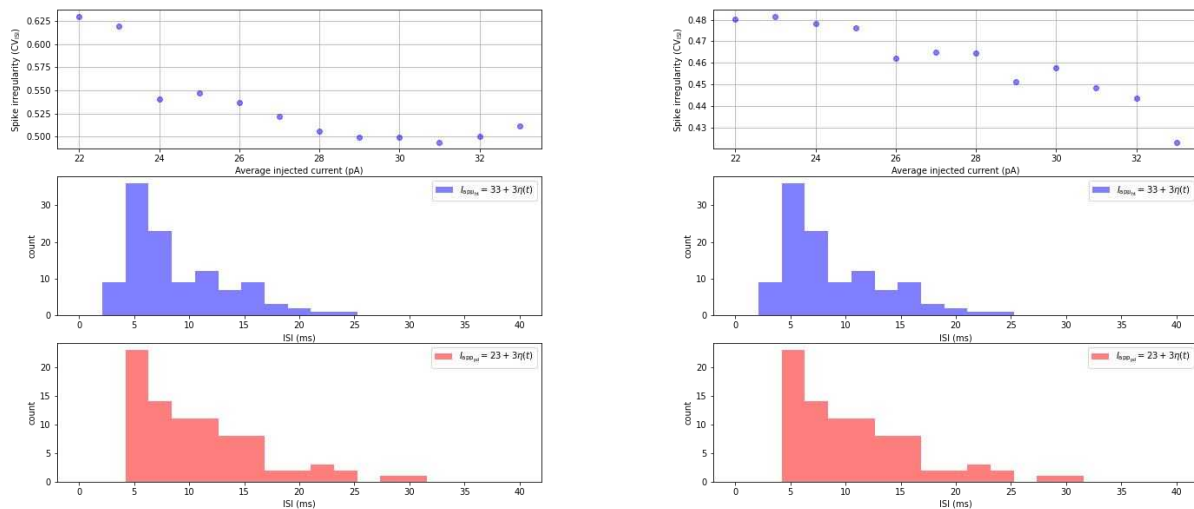 Spike irregularity (CV_ISI)
0.625
0.600
0.575
0.550
0.525
0.500
22 24 26 28 30 32
Average injected current (pA)
count
30
20
10
0
0 5 10 15 20 25 30 35 40
ISI (ms)
= 33 + 3η(t)
count
20
15
10
5
0
0 5 10 15 20 25 30 35 40
ISI (ms)
= 23 + 3η(t)
Spike irregularity (CV_ISI)
0.48
0.47
0.46
0.45
0.44
0.43
22 24 26 28 30 32
Average injected current (pA)
count
30
20
10
0
0 5 10 15 20 25 30 35 40
ISI (ms)
= 33 + 3η(t)
count
20
15
10
5
0
0 5 10 15 20 25 30 35 40
ISI (ms)
= 23 + 3η(t)